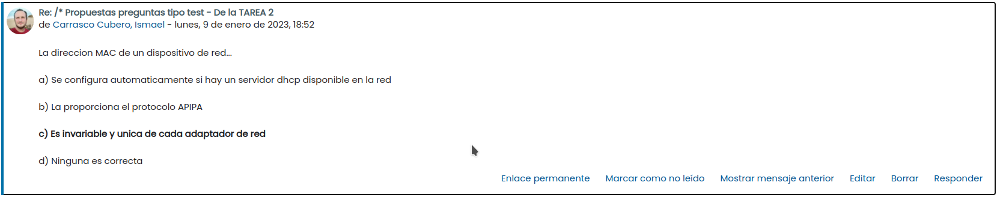 Re: /* Propuestas preguntas tipo test - De la TAREA 2
de Carrasco Cubero, Ismael - lunes, 9 de enero de 2023, 18:52
La direccion MAC de un dispositivo de red...
a) Se configura automaticamente si hay un servidor dhcp disponible en la red
b) La proporciona el protocolo APIPA
c) Es invariable y unica de cada adaptador de red
d) Ninguna es correcta
Enlace permanente Marcar como no leído Mostrar mensaje anterior Editar Borrar Responder